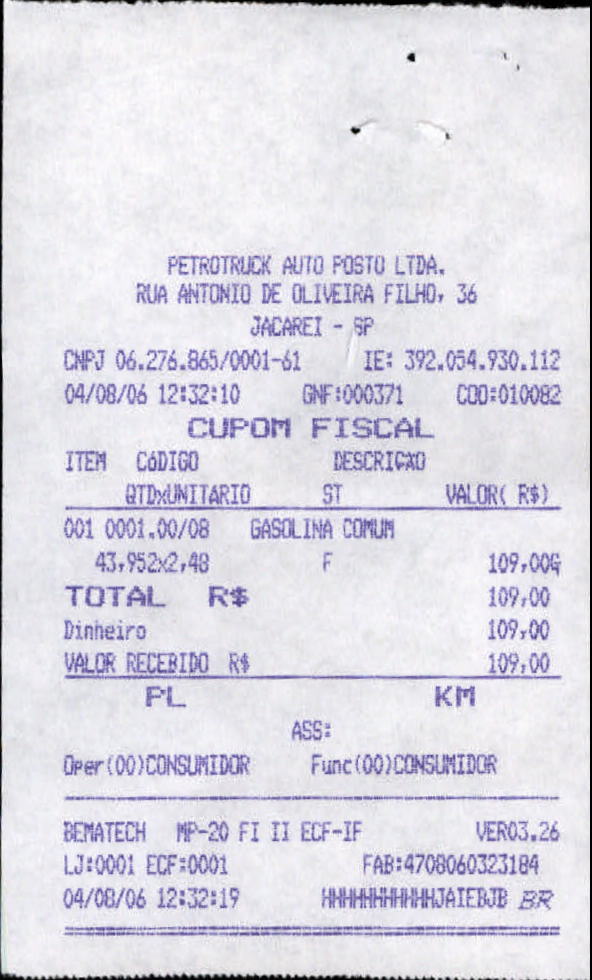 PETROTRUCK AUTO POSTO LTDA.
RUA ANTONIO DE OLIVEIRA FILHO, 36
JACAREI - SP
CNPJ 06.276.865/0001-61 IE: 392.054.930.112
04/08/06 12:32:10 GNF:000371 COO:010082
CUPOM FISCAL
ITEM CóDIGO DESCRIÇÃO
QTDxUNITARIO ST VALOR( R$)
001 0001.00/08 GASOLINA COMUM
43,952x2,48 F 109,00G
TOTAL R$ 109,00
Dinheiro 109,00
VALOR RECEBIDO R$ 109,00
PL KM
ASS:
Oper(00)CONSUMIDOR Func(00)CONSUMIDOR
BEMATECH MP-20 FI II ECF-IF VER03.26
LJ:0001 ECF:0001 FAB:4708060323184
04/08/06 12:32:19 HHHHHHHHHHJAIEBJB BR